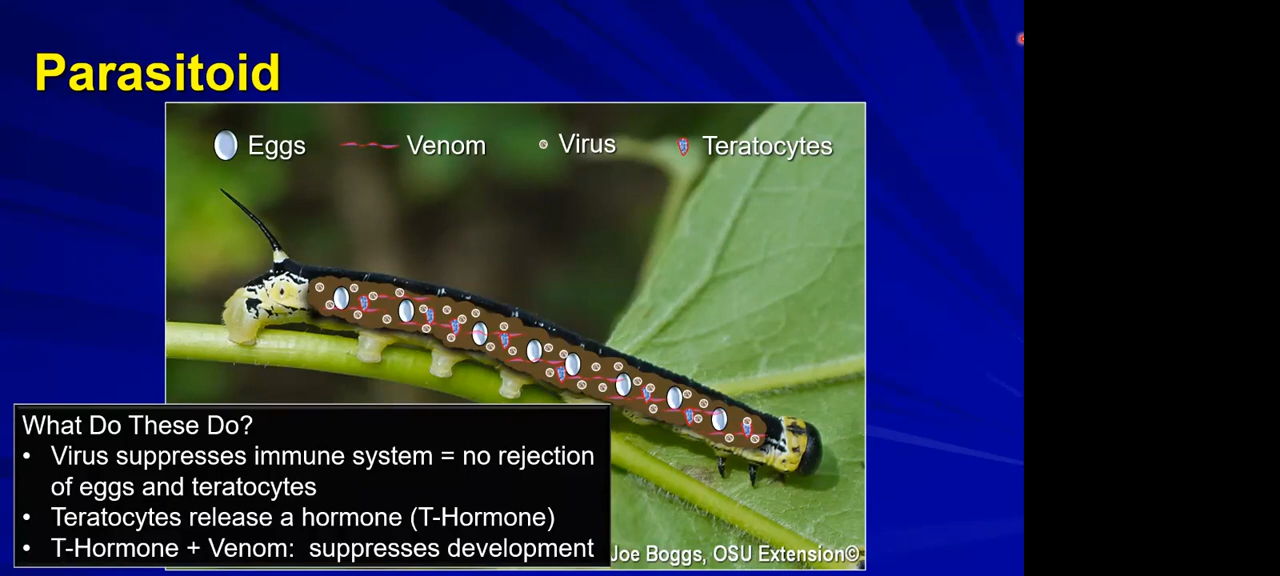 Parasitoid
Eggs Venom Virus Teratocytes
What Do These Do?
• Virus suppresses immune system = no rejection
of eggs and teratocytes
• Teratocytes release a hormone (T-Hormone)
• T-Hormone + Venom: suppresses development
Joe Boggs, OSU Extension©